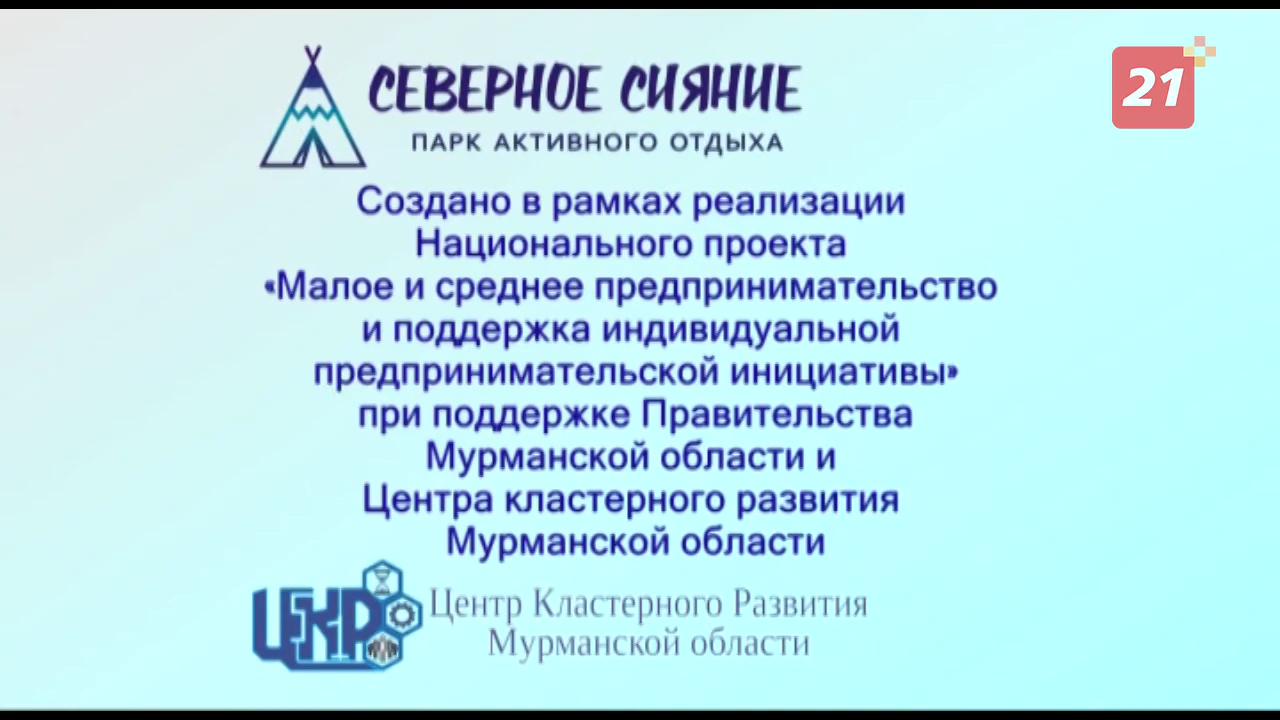 СЕВЕРНОЕ СИЯНИЕ
ПАРК АКТИВНОГО ОТДЫХА
21
Создано в рамках реализации
Национального проекта
«Малое и среднее предпринимательство
и поддержка индивидуальной
предпринимательской инициативы»
при поддержке Правительства
Мурманской области и
Центра кластерного развития
Мурманской области
ЦЕКР
Центр Кластерного Развития
Мурманской области